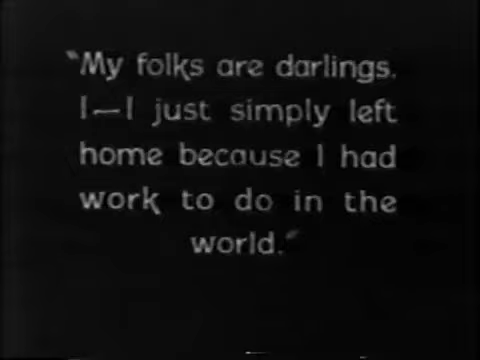 "My folks are darlings.
I—I just simply left
home because I had
work to do in the
world."